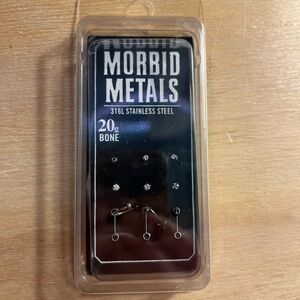 MORBID
METALS
316L STAINLESS STEEL
20g
BONE